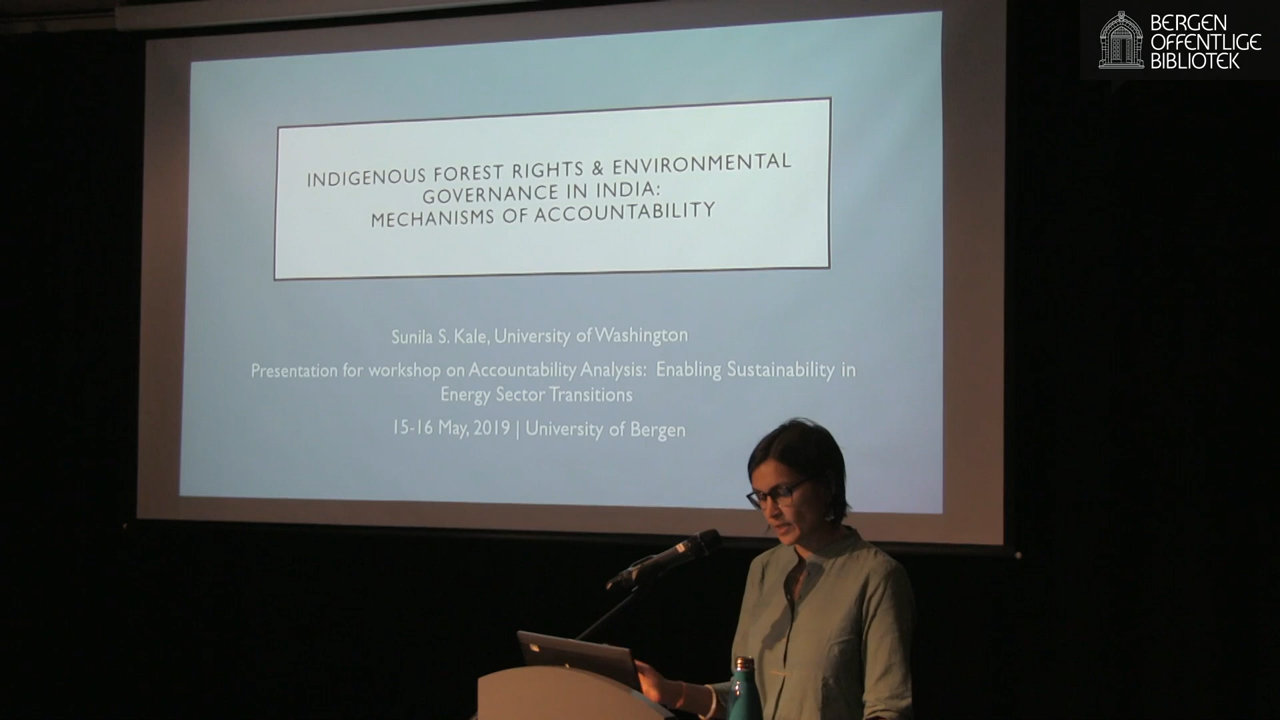 BERGEN
OFFENTLIGE
BIBLIOTEK
INDIGENOUS FOREST RIGHTS & ENVIRONMENTAL
GOVERNANCE IN INDIA:
MECHANISMS OF ACCOUNTABILITY
Sunila S. Kale, University of Washington
Presentation for workshop on Accountability Analysis: Enabling Sustainability in
Energy Sector Transitions
15-16 May, 2019 | University of Bergen